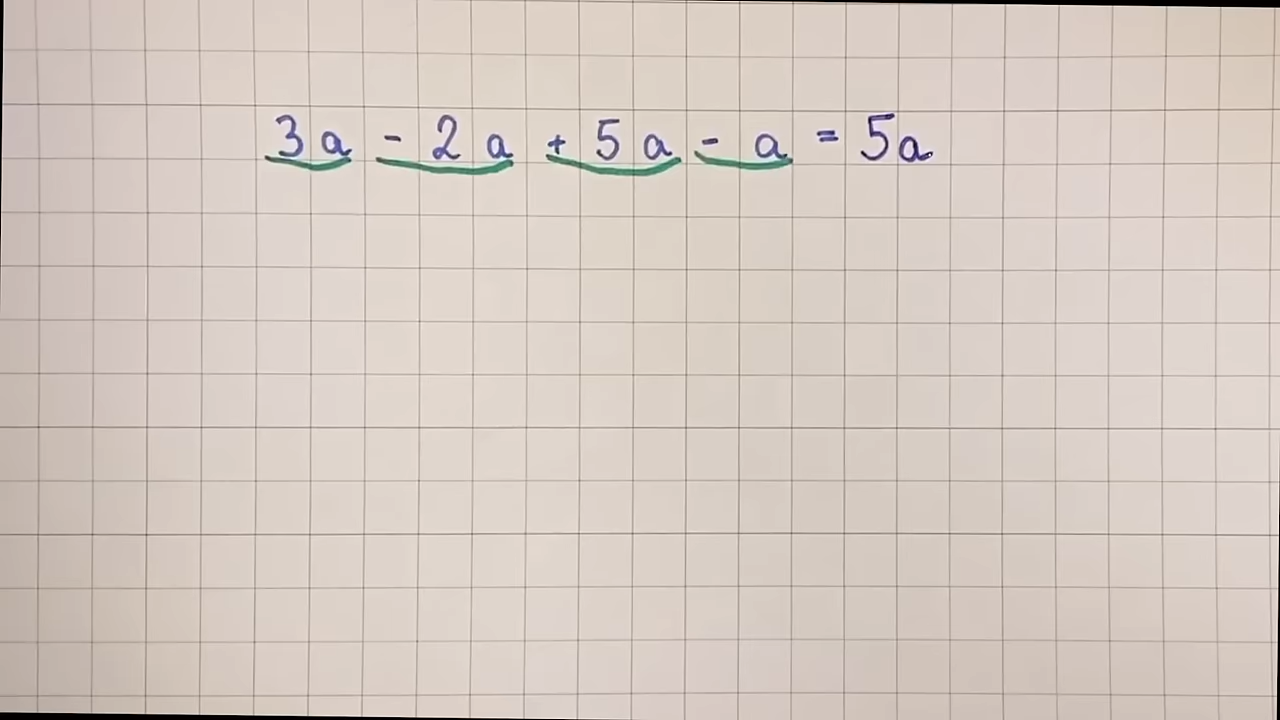 3a - 2a + 5a - a = 5a